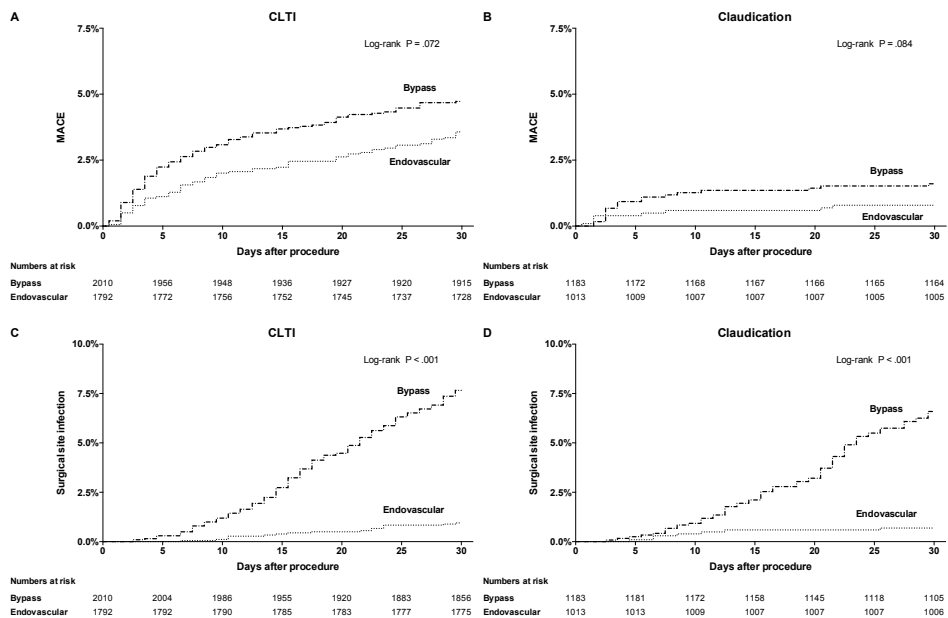 A CLTI
7.5%
Log-rank P = .072
5.0%
Bypass
MACE
2.5%
Endovascular
0.0%
0 5 10 15 20 25 30
Days after procedure
Numbers at risk
Bypass 2010 1956 1948 1936 1927 1920 1915
Endovascular 1792 1772 1756 1752 1745 1737 1728
B Claudication
7.5%
Log-rank P = .084
5.0%
MACE
2.5%
Bypass
Endovascular
0.0%
0 5 10 15 20 25 30
Days after procedure
Numbers at risk
Bypass 1183 1172 1168 1167 1166 1165 1164
Endovascular 1013 1009 1007 1007 1007 1005 1005
C CLTI
10.0%
Log-rank P < .001
7.5%
Bypass
Surgical site infection
5.0%
2.5%
Endovascular
0.0%
0 5 10 15 20 25 30
Days after procedure
Numbers at risk
Bypass 2010 2004 1986 1955 1920 1883 1856
Endovascular 1792 1792 1790 1785 1783 1777 1775
D Claudication
10.0%
Log-rank P < .001
7.5%
Bypass
Surgical site infection
5.0%
2.5%
Endovascular
0.0%
0 5 10 15 20 25 30
Days after procedure
Numbers at risk
Bypass 1183 1181 1172 1158 1145 1118 1105
Endovascular 1013 1013 1009 1007 1007 1007 1006